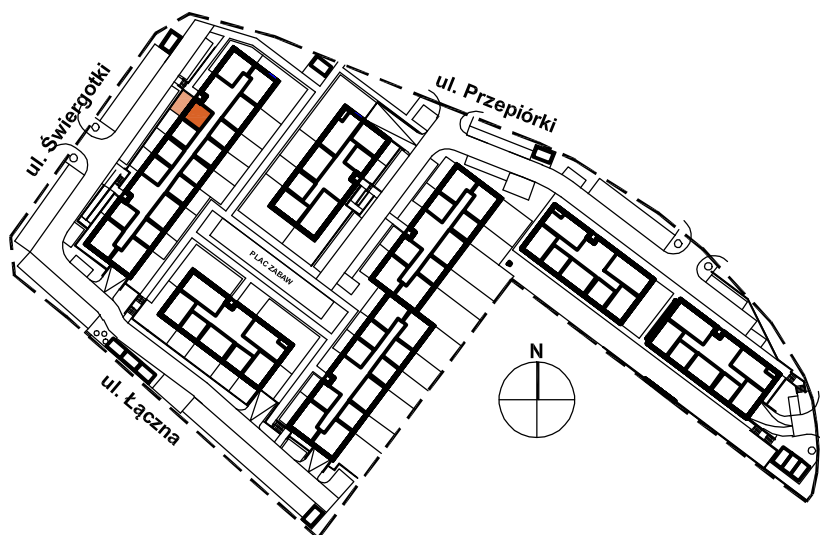 ul. Przepiórki
ul. Świergotki
PLAC ZABAW
N
ul. Łączna